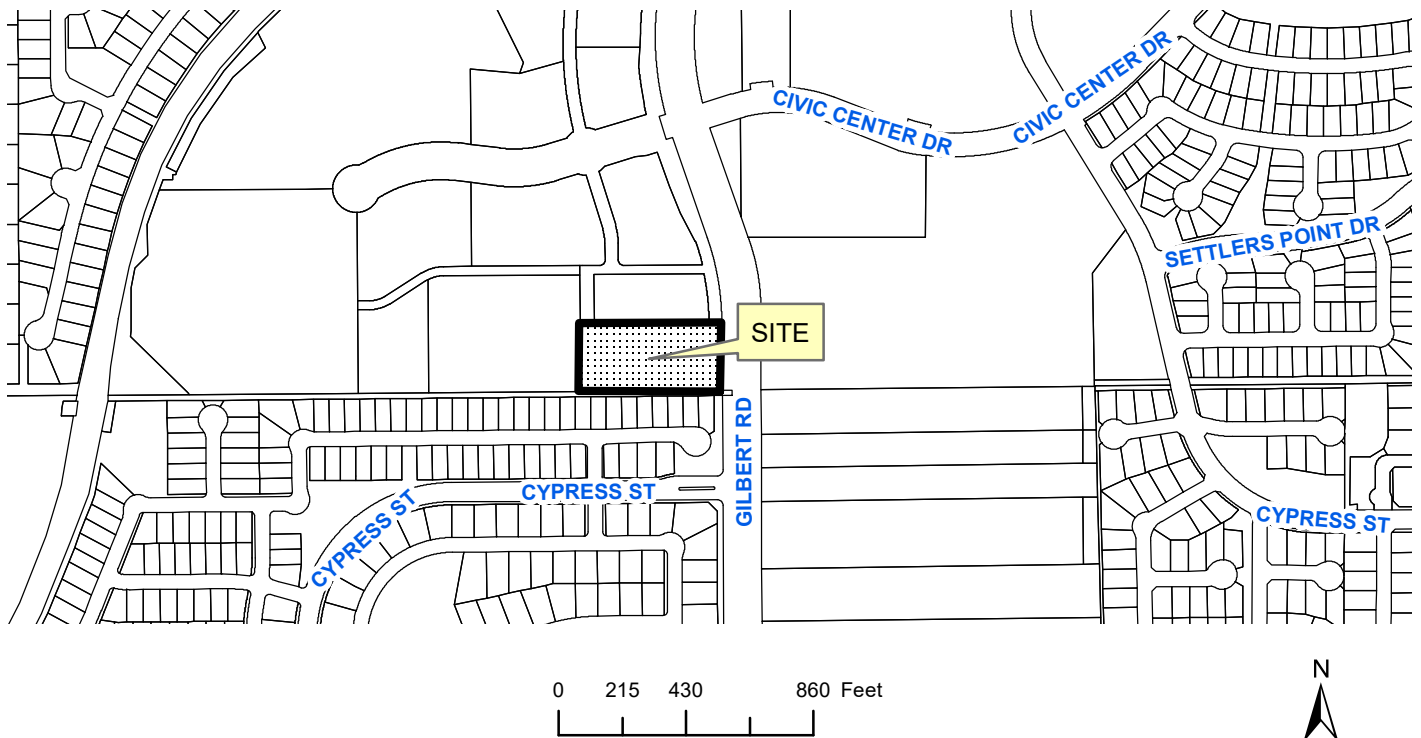 CIVIC CENTER DR
CIVIC CENTER DR
SETTLERS POINT DR
SITE
GILBERT RD
CYPRESS ST
CYPRESS ST
CYPRESS ST
N
0 215 430 860 Feet